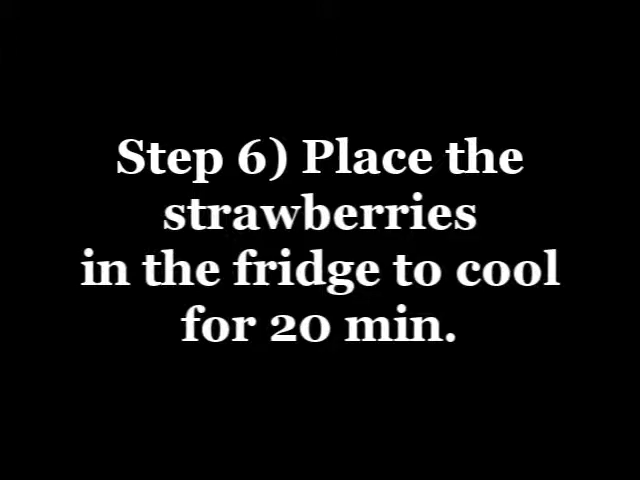 Step 6) Place the
strawberries
in the fridge to cool
for 20 min.